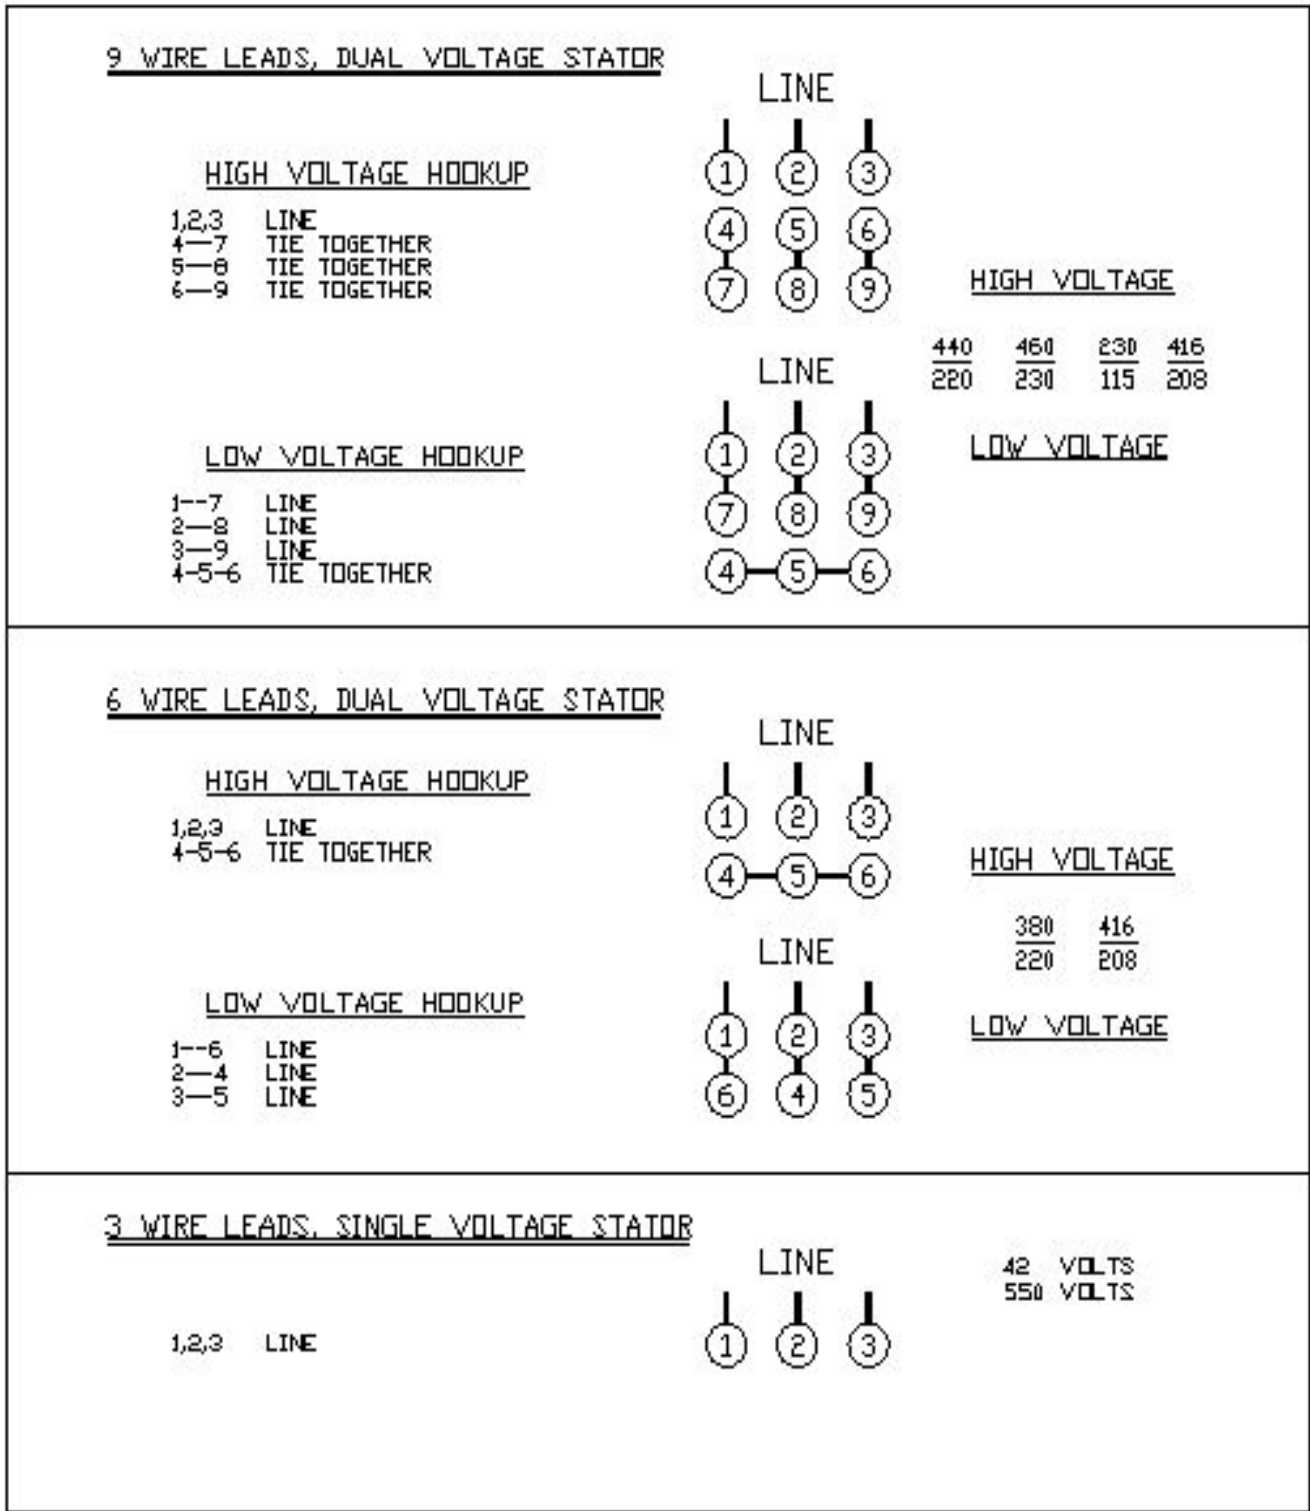 9 WIRE LEADS, DUAL VOLTAGE STATOR
HIGH VOLTAGE HOOKUP
1,2,3 LINE
4--7 TIE TOGETHER
5--8 TIE TOGETHER
6--9 TIE TOGETHER
LINE
1 2 3
4 5 6
7 8 9
LOW VOLTAGE HOOKUP
1--7 LINE
2--8 LINE
3--9 LINE
4-5-6 TIE TOGETHER
LINE
1 2 3
7 8 9
4 5 6
HIGH VOLTAGE
440 460 230 416
220 230 115 208
LOW VOLTAGE
6 WIRE LEADS, DUAL VOLTAGE STATOR
HIGH VOLTAGE HOOKUP
1,2,3 LINE
4-5-6 TIE TOGETHER
LINE
1 2 3
4 5 6
LOW VOLTAGE HOOKUP
1--6 LINE
2--4 LINE
3--5 LINE
LINE
1 2 3
6 4 5
HIGH VOLTAGE
380 416
220 208
LOW VOLTAGE
3 WIRE LEADS, SINGLE VOLTAGE STATOR
1,2,3 LINE
LINE
1 2 3
42 VOLTS
550 VOLTS